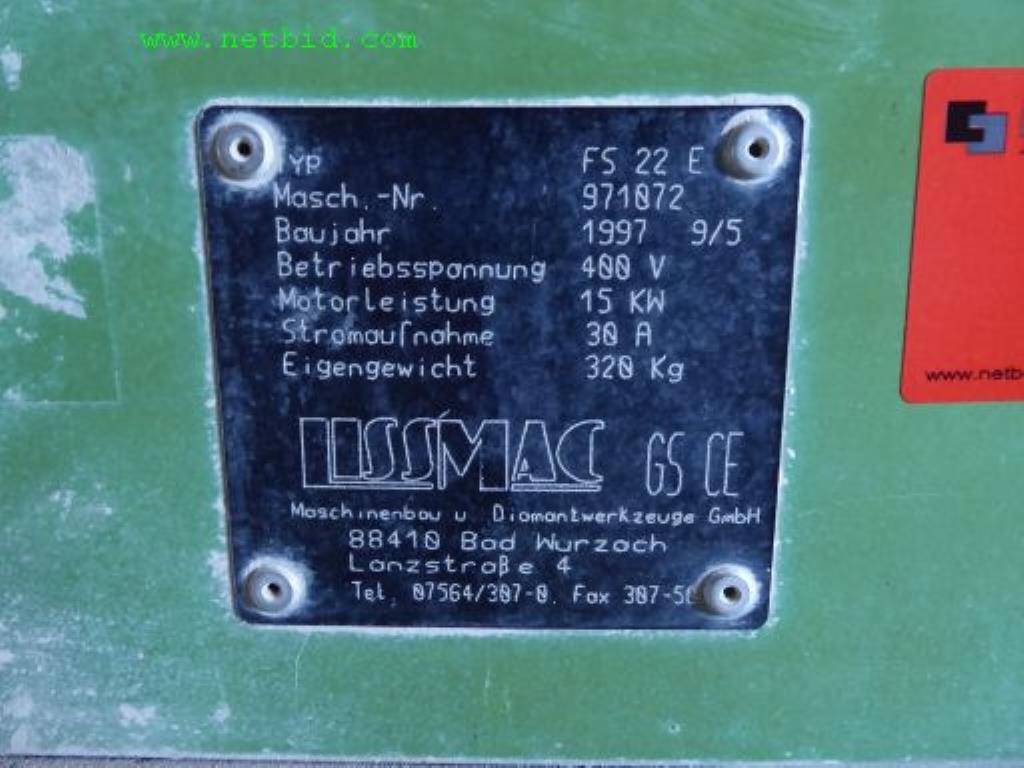 www.netbid.com
Typ FS 22 E
Masch.-Nr. 971072
Baujahr 1997 9/5
Betriebsspannung 400 V
Motorleistung 15 KW
Stromaufnahme 30 A
Eigengewicht 320 Kg
LISSMAC GS CE
Maschinenbau u Diamantwerkzeuge GmbH
88410 Bad Wurzach
Lanzstraße 4
Tel. 07564/307-0. Fax 307-5
www.netb